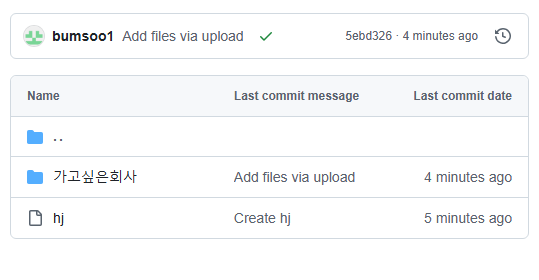 bumsoo1 Add files via upload 5ebd326 · 4 minutes ago
Name Last commit message Last commit date
..
가고싶은회사 Add files via upload 4 minutes ago
hj Create hj 5 minutes ago